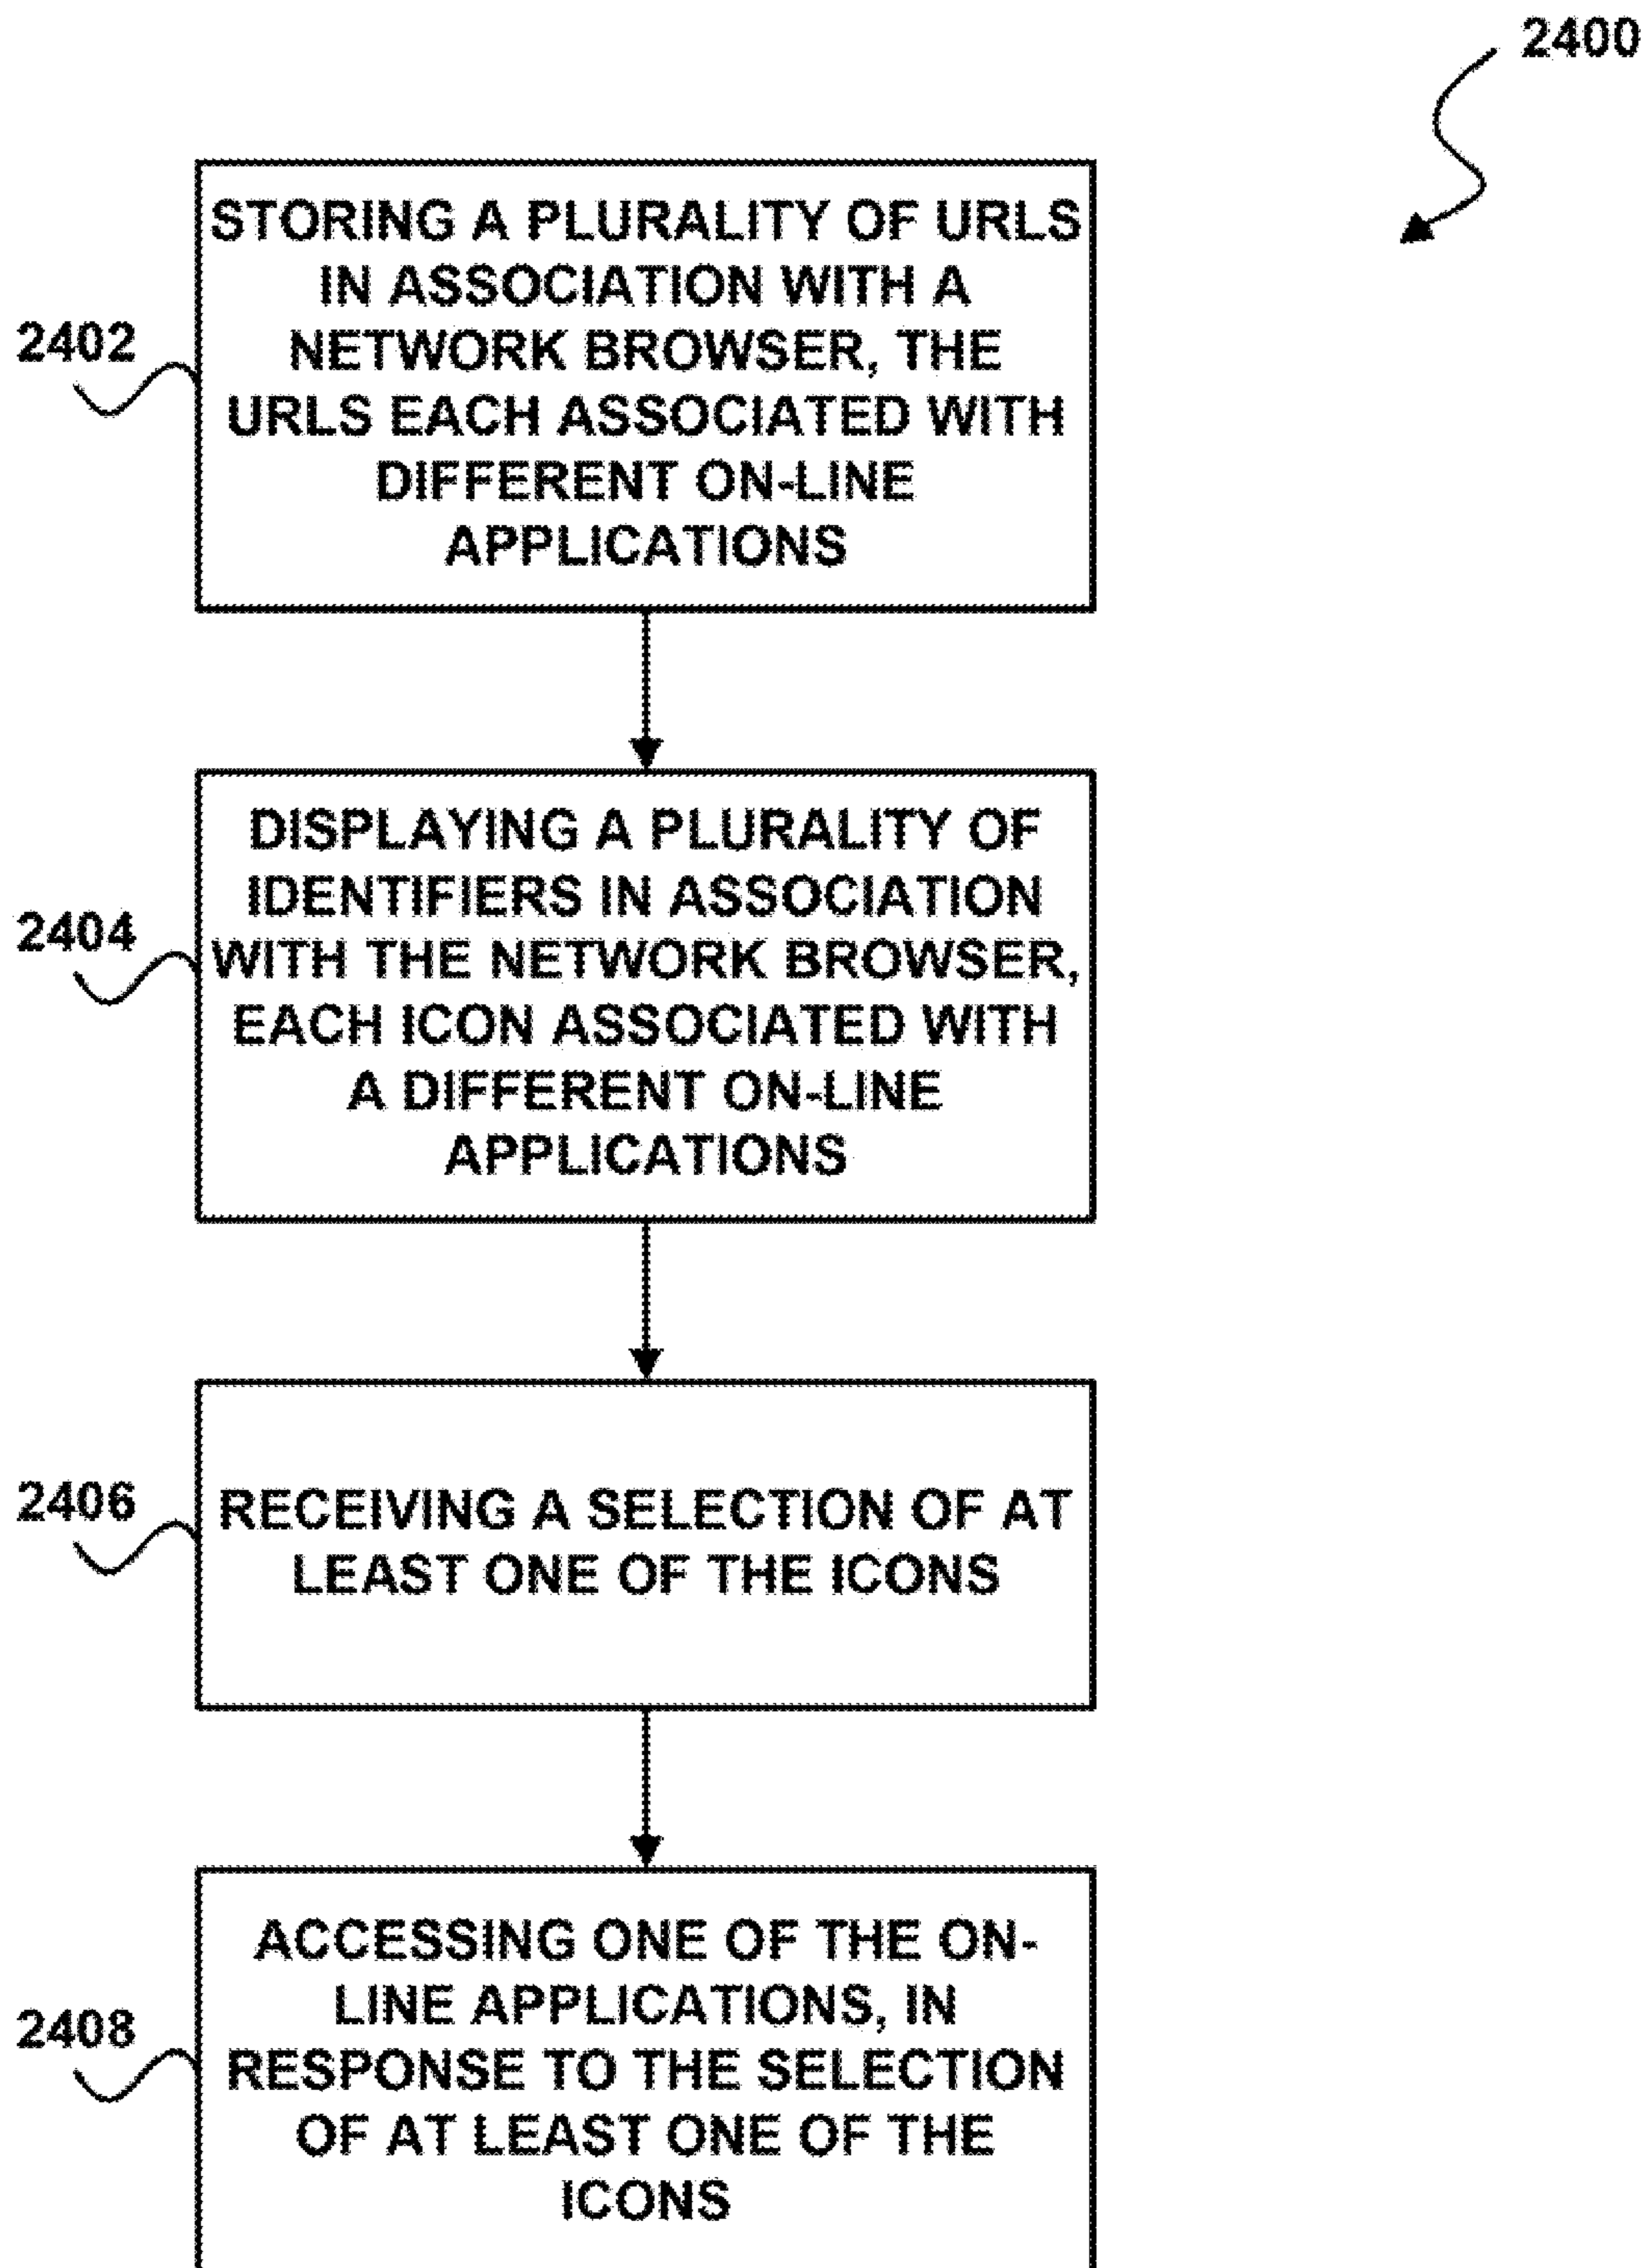 2400
STORING A PLURALITY OF URLS
IN ASSOCIATION WITH A
NETWORK BROWSER, THE
URLS EACH ASSOCIATED WITH
DIFFERENT ON-LINE
APPLICATIONS
2402
DISPLAYING A PLURALITY OF
IDENTIFIERS IN ASSOCIATION
WITH THE NETWORK BROWSER,
EACH ICON ASSOCIATED WITH
A DIFFERENT ON-LINE
APPLICATIONS
2404
RECEIVING A SELECTION OF AT
LEAST ONE OF THE ICONS
2406
ACCESSING ONE OF THE ON-
LINE APPLICATIONS, IN
RESPONSE TO THE SELECTION
OF AT LEAST ONE OF THE
ICONS
2408